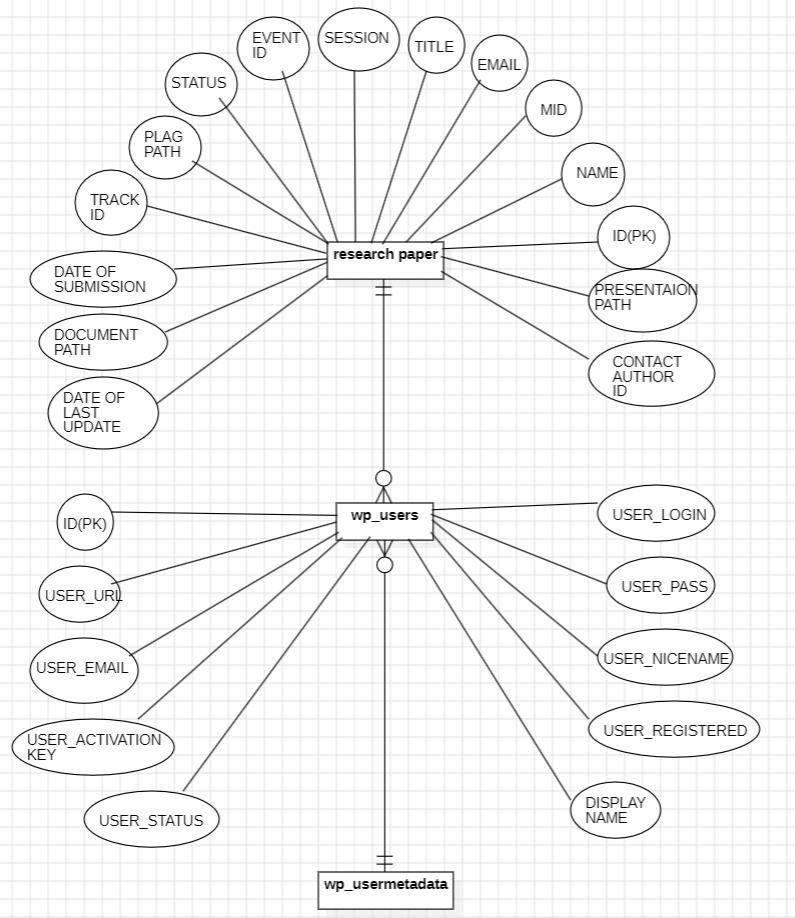 EVENT
ID
SESSION
TITLE
EMAIL
STATUS
MID
PLAG
PATH
NAME
TRACK
ID
ID(PK)
research paper
DATE OF
SUBMISSION
PRESENTAION
PATH
DOCUMENT
PATH
CONTACT
AUTHOR
ID
DATE OF
LAST
UPDATE
wp_users
ID(PK)
USER_LOGIN
USER_URL
USER_PASS
USER_EMAIL
USER_NICENAME
USER_ACTIVATION
KEY
USER_REGISTERED
USER_STATUS
DISPLAY
NAME
wp_usermetadata